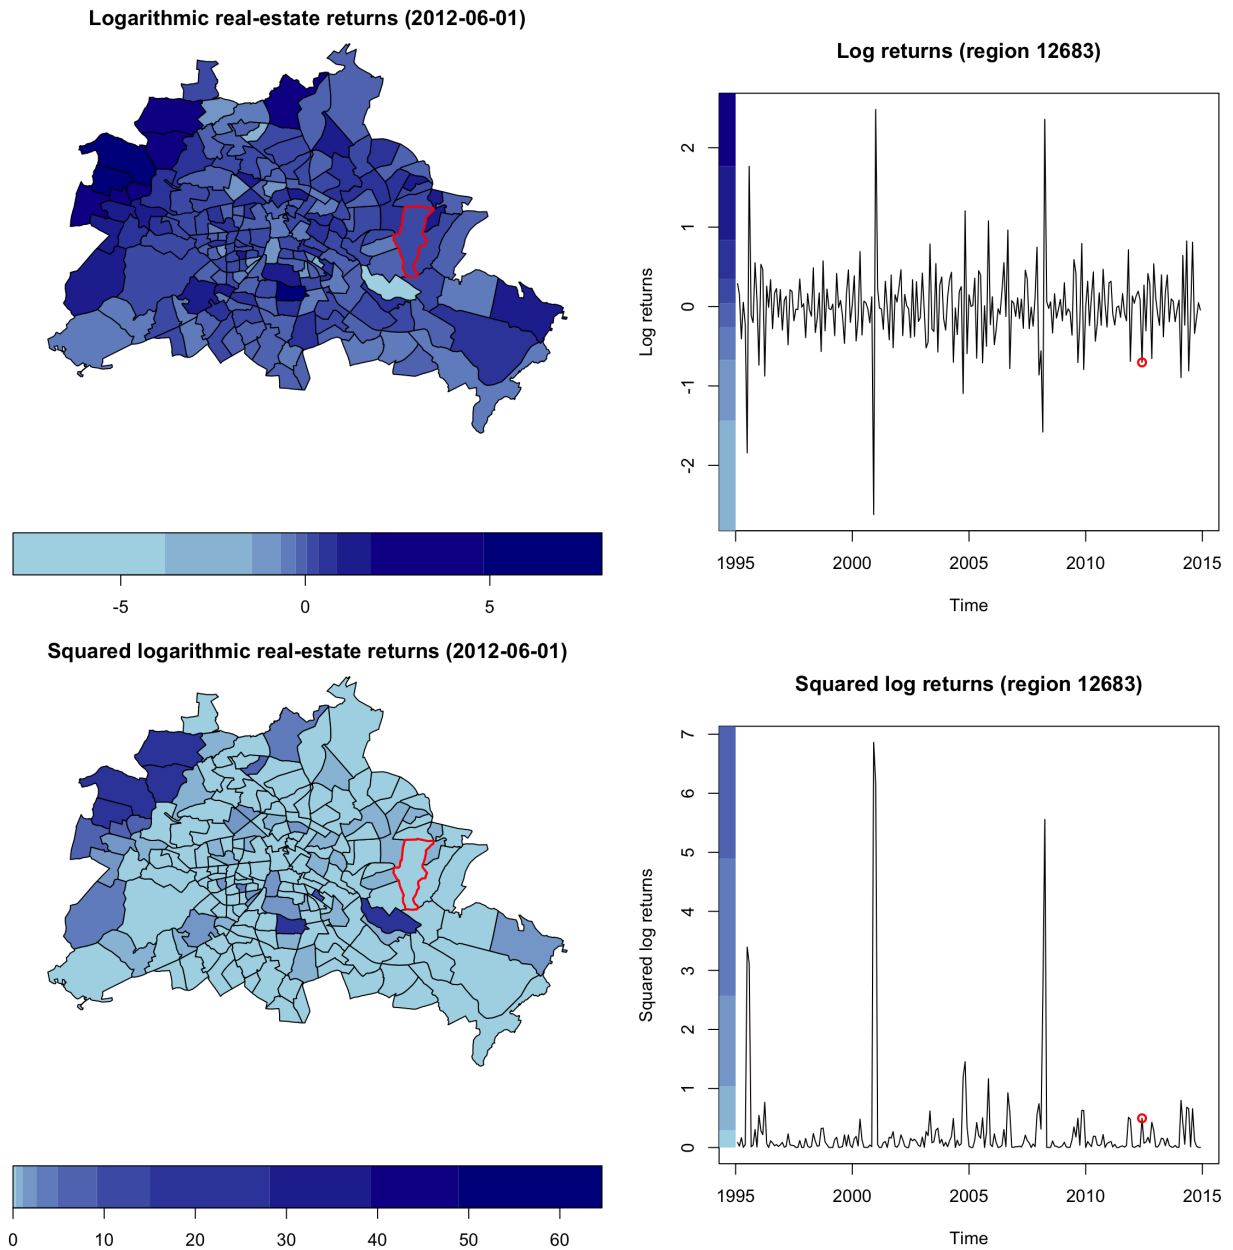 Logarithmic real-estate returns (2012-06-01)
-5 0 5
Log returns (region 12683)
Log returns
2
1
0
-1
-2
1995 2000 2005 2010 2015
Time
Squared logarithmic real-estate returns (2012-06-01)
0 10 20 30 40 50 60
Squared log returns (region 12683)
Squared log returns
7
6
5
4
3
2
1
0
1995 2000 2005 2010 2015
Time